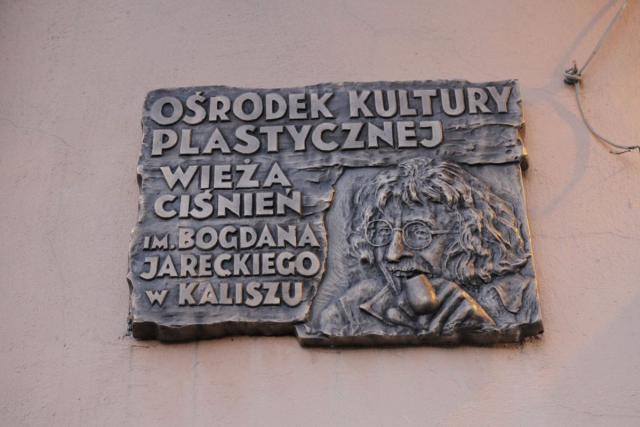 OŚRODEK KULTURY
PLASTYCZNEJ
WIEŻA
CIŚNIEŃ
IM. BOGDANA
JARECKIEGO
W KALISZU